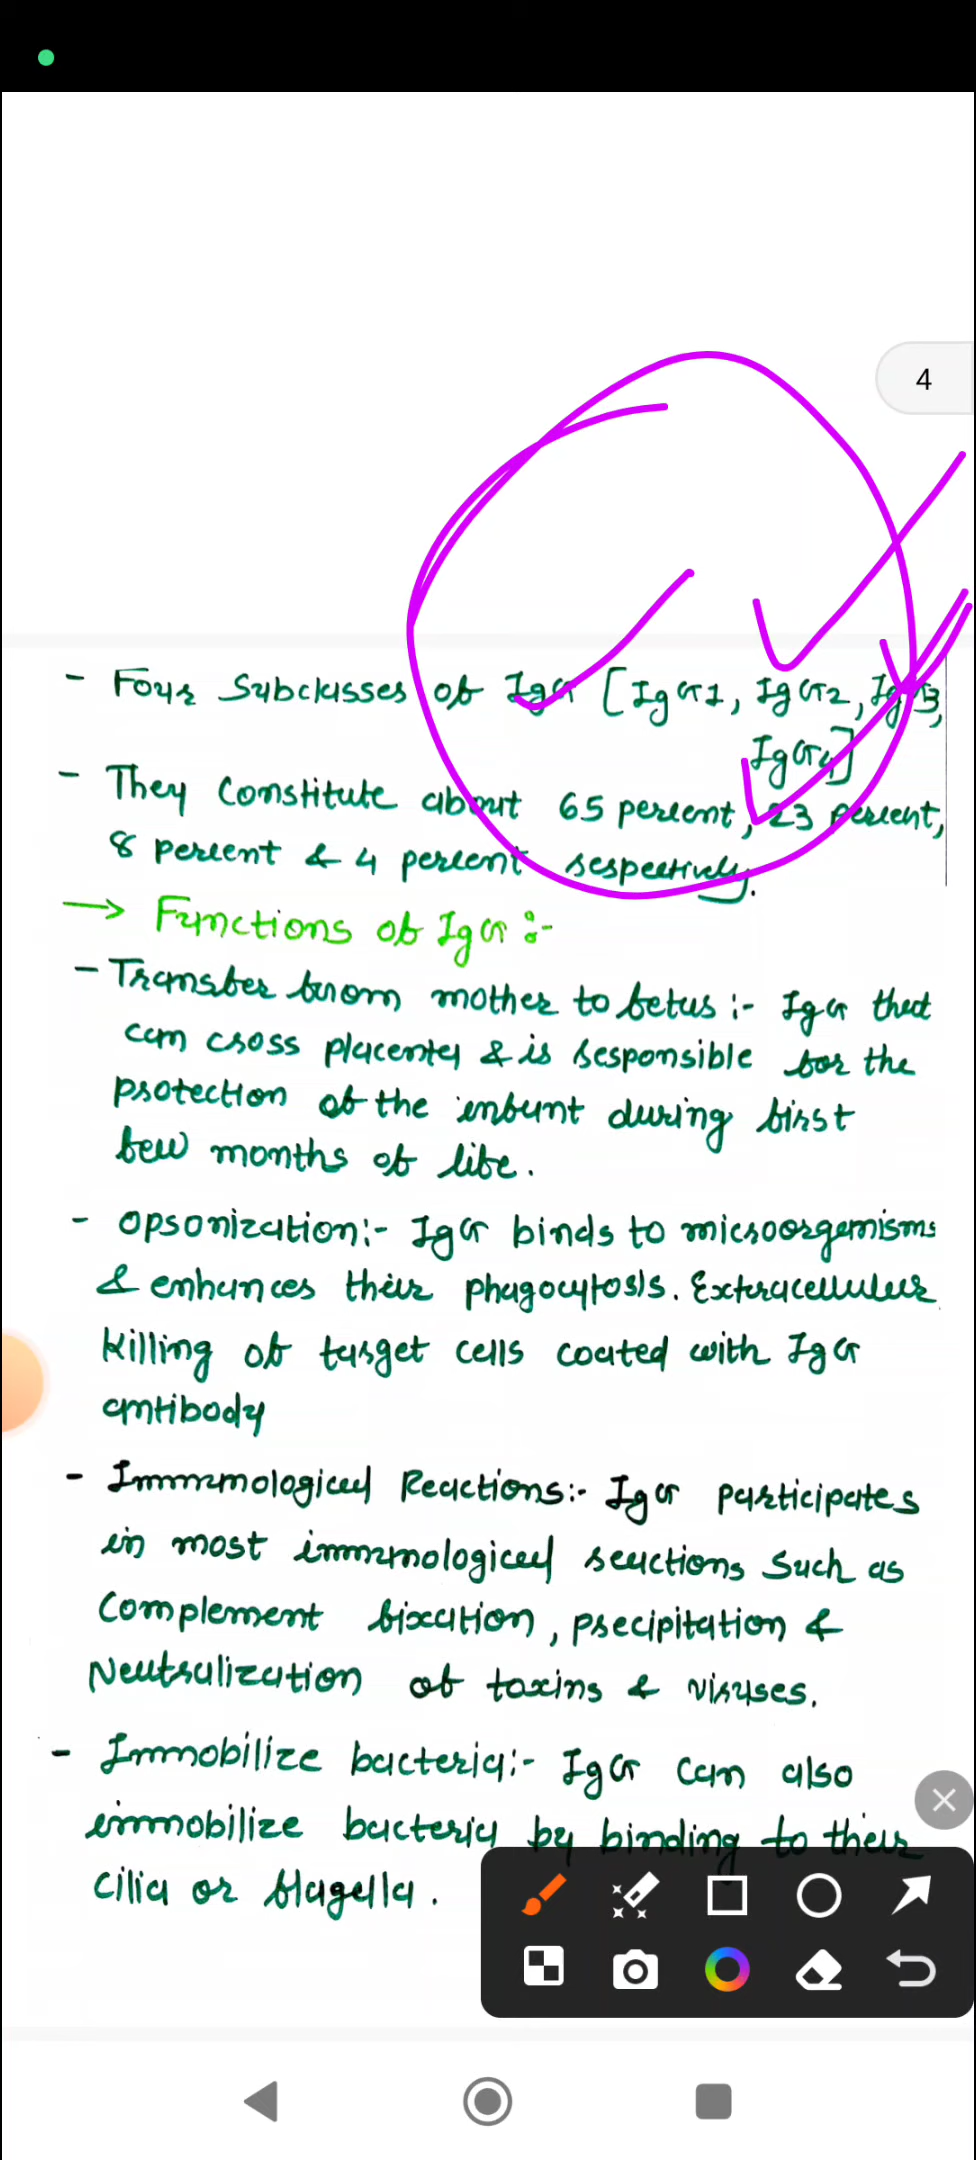 4
- Four Subclasses of IgG [IgG1, IgG2, IgG3,
IgG4]
- They Constitute about 65 percent, 23 percent,
8 percent & 4 percent respectively.
→ Functions of IgG :-
- Transfer from mother to fetus :- IgG that
can cross placenta & is responsible for the
protection of the infant during first
few months of life.
- Opsonization:- IgG binds to microorganisms
& enhances their phagocytosis. Extracellular
killing of target cells coated with IgG
antibody
- Immunological Reactions:- IgG participates
in most immunological reactions Such as
Complement fixation, precipitation &
Neutralization of toxins & viruses.
- Immobilize bacteria:- IgG can also
immobilize bacteria by binding to their
cilia or flagella.